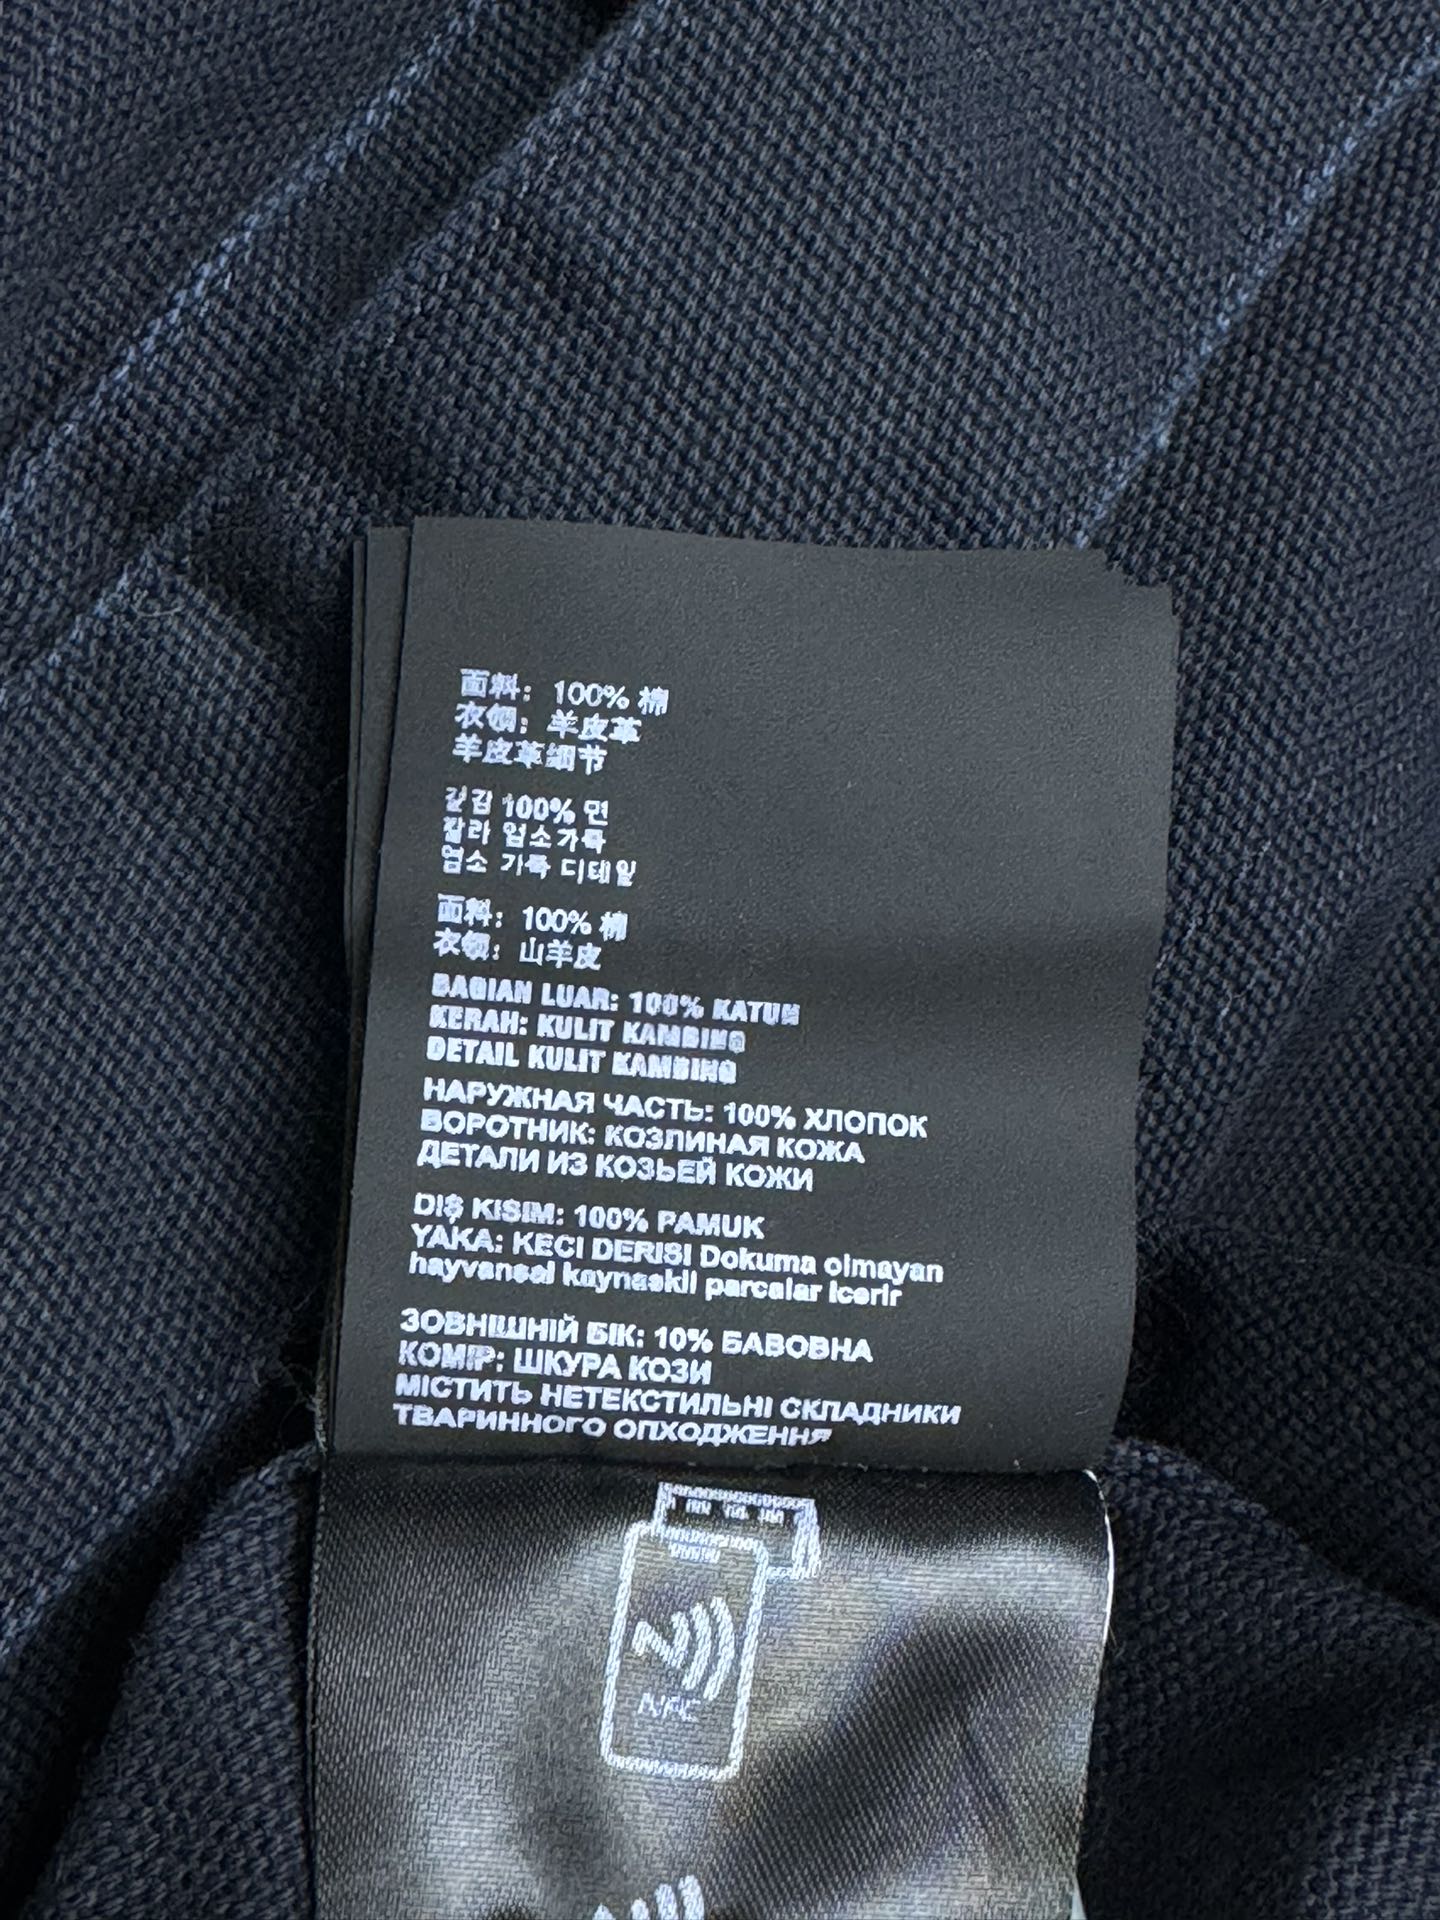 面料：100% 棉
衣领：羊皮革
羊皮革细节
겉감 100% 면
칼라 염소가죽
염소 가죽 디테일
面料：100% 棉
衣领：山羊皮
BAGIAN LUAR: 100% KATUN
KERAH: KULIT KAMBING
DETAIL KULIT KAMBING
НАРУЖНАЯ ЧАСТЬ: 100% ХЛОПОК
ВОРОТНИК: КОЗЛИНАЯ КОЖА
ДЕТАЛИ ИЗ КОЗЬЕЙ КОЖИ
DIŞ KISIM: 100% PAMUK
YAKA: KECI DERISI Dokuma olmayan
hayvansel kaynaskli parcalar icerir
ЗОВНІШНІЙ БІК: 10% БАВОВНА
КОМІР: ШКУРА КОЗИ
МІСТИТЬ НЕТЕКСТИЛЬНІ СКЛАДНИКИ
ТВАРИННОГО ОПХОДЖЕННЯ
NFC